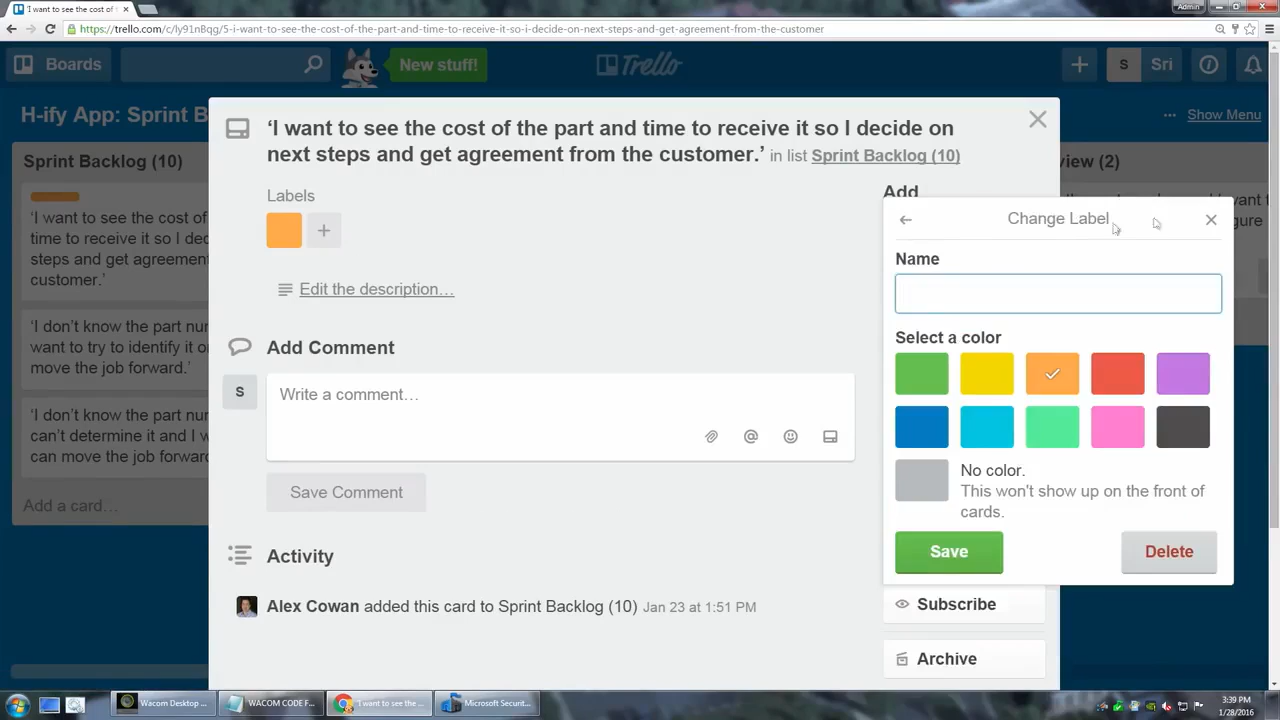 'I want to see the cost of t
Admin
https://trello.com/c/ly91nBqg/5-i-want-to-see-the-cost-of-the-part-and-time-to-receive-it-so-i-decide-on-next-steps-and-get-agreement-from-the-customer
Boards
New stuff!
Trello
S
Sri
H-ify App: Sprint B
Show Menu
Sprint Backlog (10)
'I want to see the cost of
time to receive it so I de
steps and get agreement
customer.'
'I don't know the part nur
want to try to identify it or
move the job forward.'
'I don't know the part nur
can't determine it and I w
can move the job forward
Add a card…
view (2)
want t
gure
'I want to see the cost of the part and time to receive it so I decide on
next steps and get agreement from the customer.' in list Sprint Backlog (10)
Labels
Edit the description…
Add Comment
S
Write a comment…
Save Comment
Activity
Alex Cowan added this card to Sprint Backlog (10) Jan 23 at 1:51 PM
Add
Change Label
Name
Select a color
No color.
This won't show up on the front of
cards.
Save
Delete
Subscribe
Archive
Wacom Desktop ...
WACOM CODE F...
'I want to see the ...
Microsoft Securit...
3:39 PM
1/28/2016